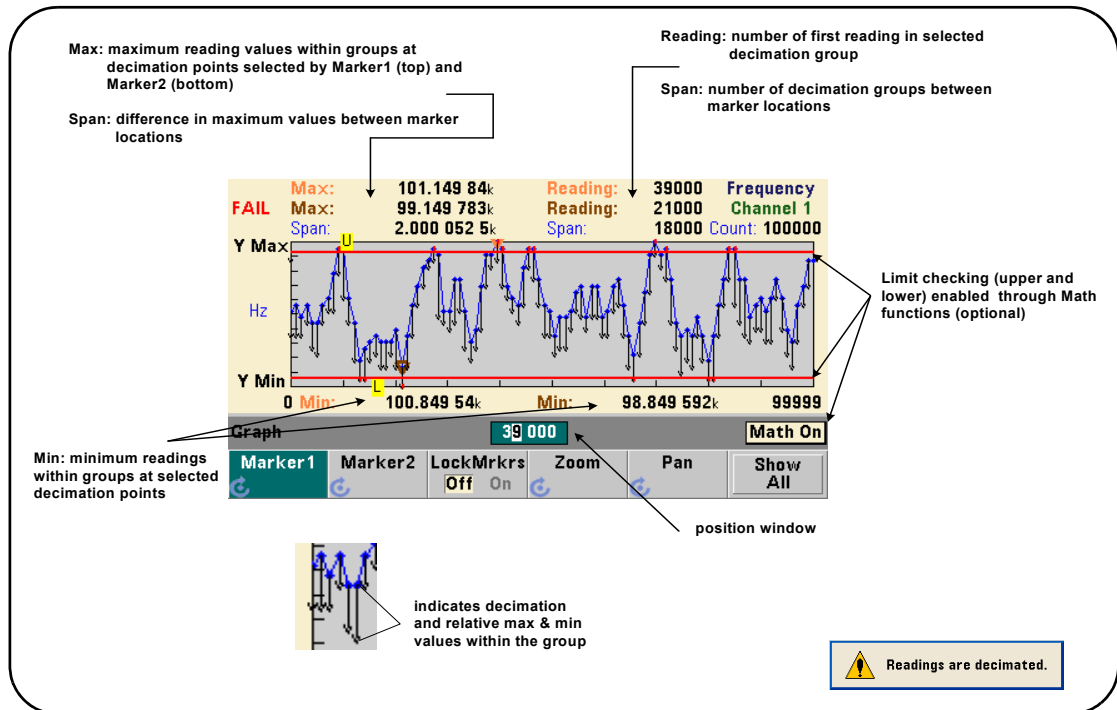 Max: maximum reading values within groups at
decimation points selected by Marker1 (top) and
Marker2 (bottom)
Span: difference in maximum values between marker
locations
Reading: number of first reading in selected
decimation group
Span: number of decimation groups between
marker locations
Max: 101.149 84k Reading: 39000 Frequency
FAIL Max: 99.149 783k Reading: 21000 Channel 1
Span: 2.000 052 5k Span: 18000 Count: 100000
Y Max
U
Hz
Limit checking (upper and
lower) enabled through Math
functions (optional)
Y Min
L
0 Min: 100.849 54k Min: 98.849 592k 99999
Graph 39 000 Math On
Min: minimum readings
within groups at selected
decimation points
Marker1 Marker2 LockMrkrs Zoom Pan Show
Off On All
position window
indicates decimation
and relative max & min
values within the group
Readings are decimated.